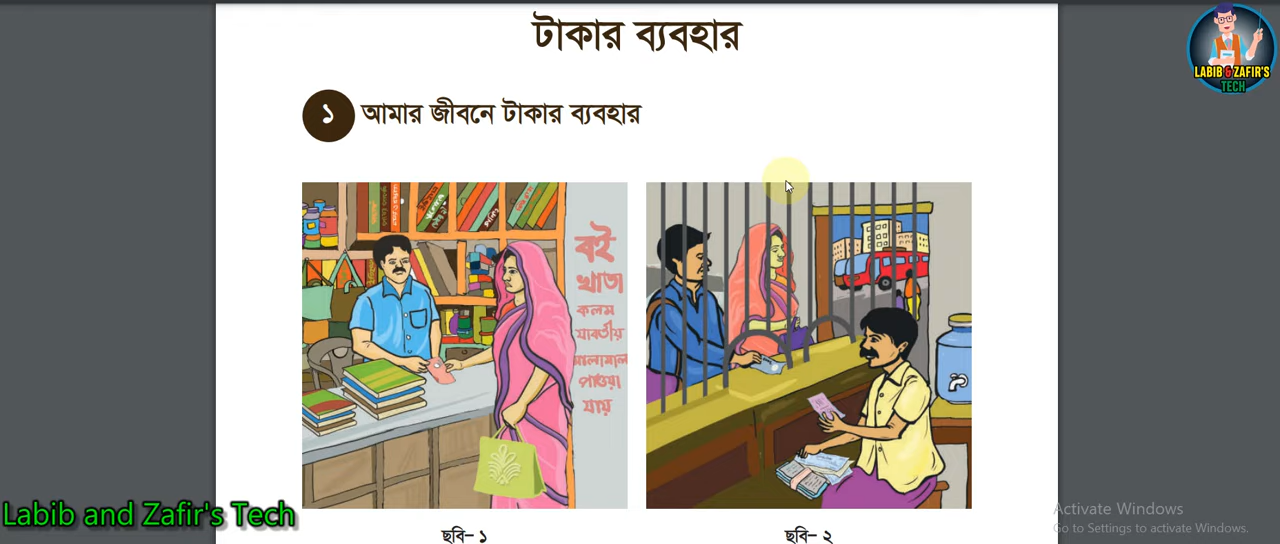 টাকার ব্যবহার
LABIB & ZAFIR'S
TECH
১ আমার জীবনে টাকার ব্যবহার
বই
খাতা
কলম
যাবতীয়
মালামাল
পাওয়া
যায়
Labib and Zafir's Tech
Activate Windows
Go to Settings to activate Windows.
ছবি– ১
ছবি– ২